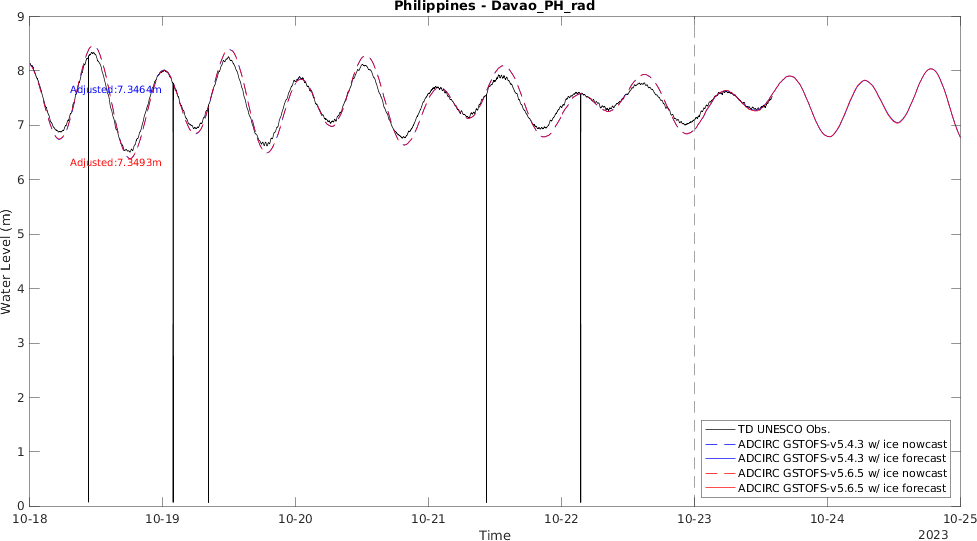 Philippines - Davao_PH_rad
9
8
7
6
5
4
3
2
1
0
Water Level (m)
Adjusted:7.3464m
Adjusted:7.3493m
TD UNESCO Obs.
ADCIRC GSTOFS-v5.4.3 w/ ice nowcast
ADCIRC GSTOFS-v5.4.3 w/ ice forecast
ADCIRC GSTOFS-v5.6.5 w/ ice nowcast
ADCIRC GSTOFS-v5.6.5 w/ ice forecast
10-18 10-19 10-20 10-21 10-22 10-23 10-24 10-25
Time
2023